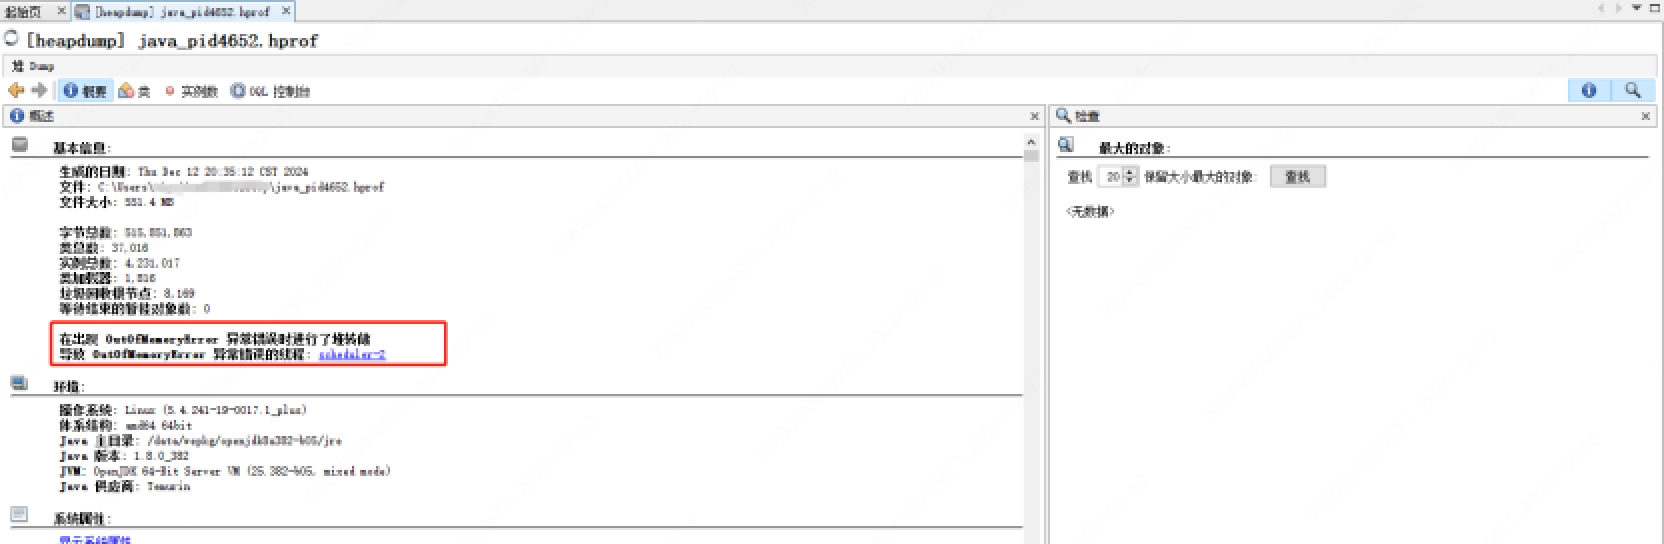 起始页
[heapdump] java_pid4652.hprof
[heapdump] java_pid4652.hprof
堆 Dump
概要 类 实例数 OQL 控制台
概述
基本信息:
生成的日期: Thu Dec 12 20:35:12 CST 2024
文件: C:\Users\ \java_pid4652.hprof
文件大小: 551.4 MB
字节总数: 515,851,863
类总数: 37,016
实例总数: 4,231,017
类加载器: 1,816
垃圾回收根节点: 8,169
等待结束的暂挂对象数: 0
在出现 OutOfMemoryError 异常错误时进行了堆转储
导致 OutOfMemoryError 异常错误的线程: scheduler-2
环境:
操作系统: Linux (5.4.241-19-0017.1_plus)
体系结构: amd64 64bit
Java 主目录: /data/vepkg/openjdk8u382-b05/jre
Java 版本: 1.8.0_382
JVM: OpenJDK 64-Bit Server VM (25.382-b05, mixed mode)
Java 供应商: Temurin
系统属性:
显示系统属性
检查
最大的对象:
查找 20 保留大小最大的对象: 查找
<无数据>